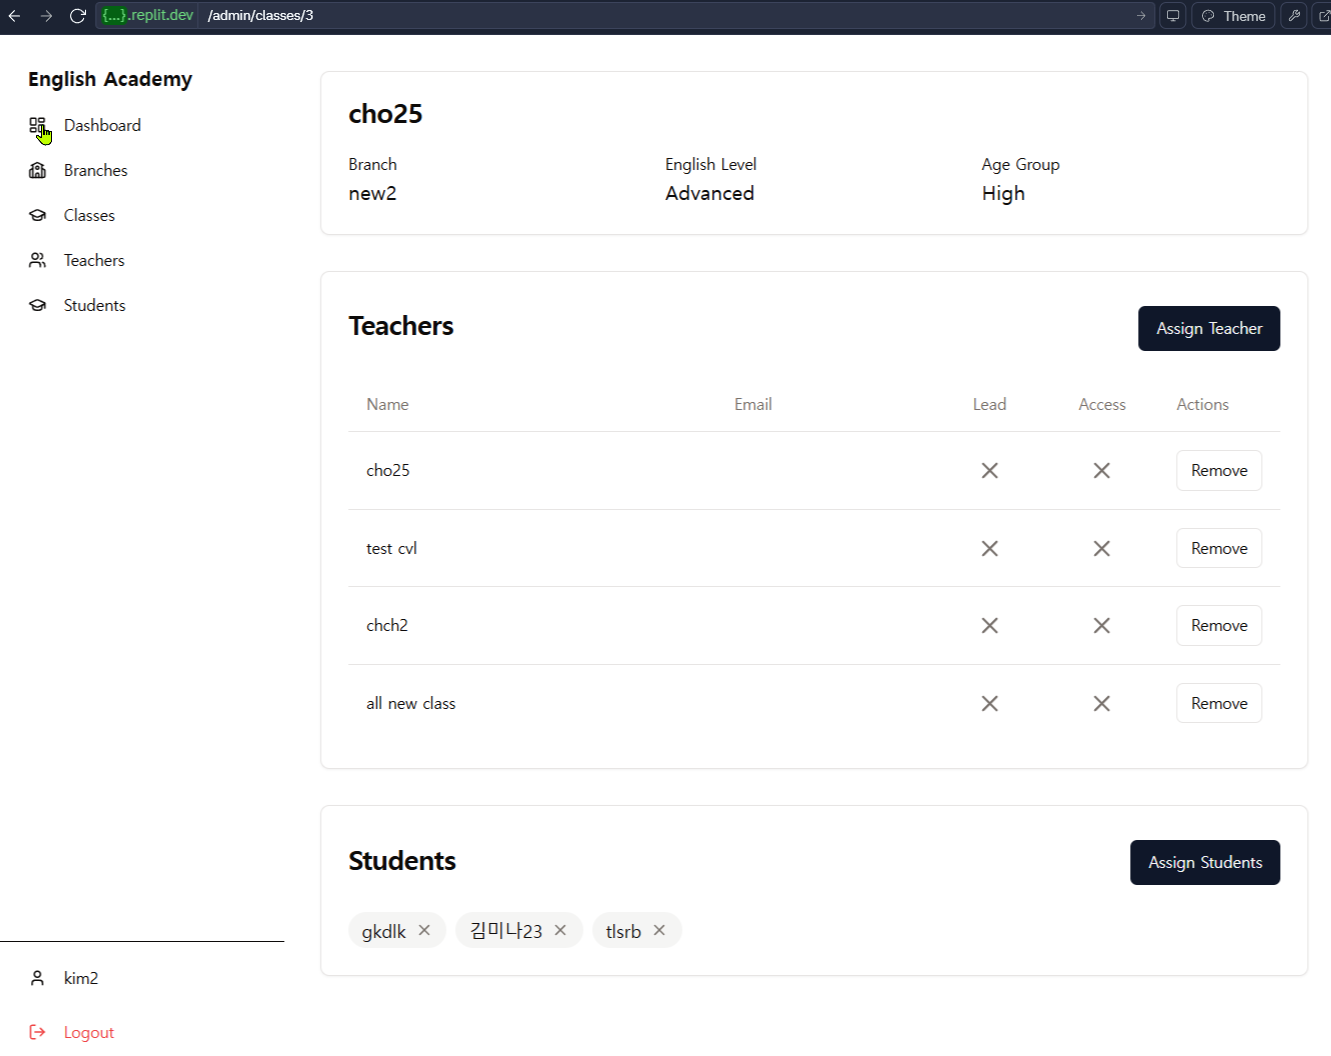 {...}.replit.dev /admin/classes/3 Theme
English Academy
Dashboard
Branches
Classes
Teachers
Students
kim2
Logout
cho25
Branch English Level Age Group
new2 Advanced High
Teachers Assign Teacher
Name Email Lead Access Actions
cho25 Remove
test cvl Remove
chch2 Remove
all new class Remove
Students Assign Students
gkdlk 김미나23 tlsrb